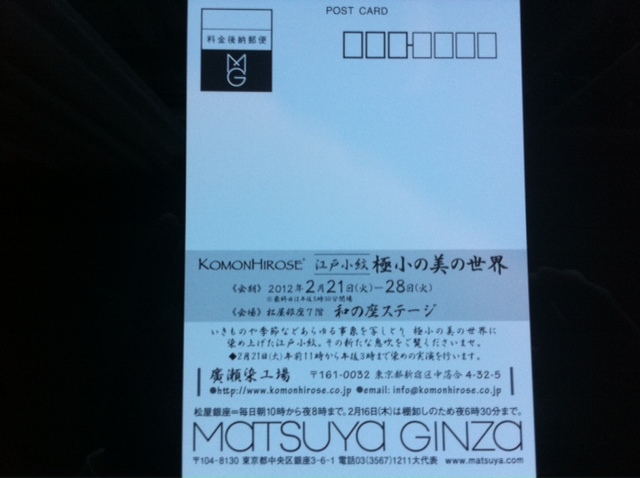 POST CARD
料金後納郵便
MG
KOMONHIROSE® 江戸小紋 極小の美の世界
《会期》2012年2月21日(火)−28日(火)
※最終日は午後5時30分閉場
《会場》松屋銀座7階 和の座ステージ
いきものや季節などあらゆる事象を写しとり 極小の美の世界に
染め上げた江戸小紋。その新たな息吹をご覧くださいませ。
◆2月21日(火)午前11時から午後3時まで染めの実演を行います。
廣瀬染工場 〒161-0032 東京都新宿区中落合 4-32-5
●http://www.komonhirose.co.jp ●email: info@komonhirose.co.jp
松屋銀座=毎日朝10時から夜8時まで。2月16日(木)は棚卸しのため夜6時30分まで。
MATSUYA GINZA
〒104-8130 東京都中央区銀座3-6-1 電話03(3567)1211大代表 www.matsuya.com